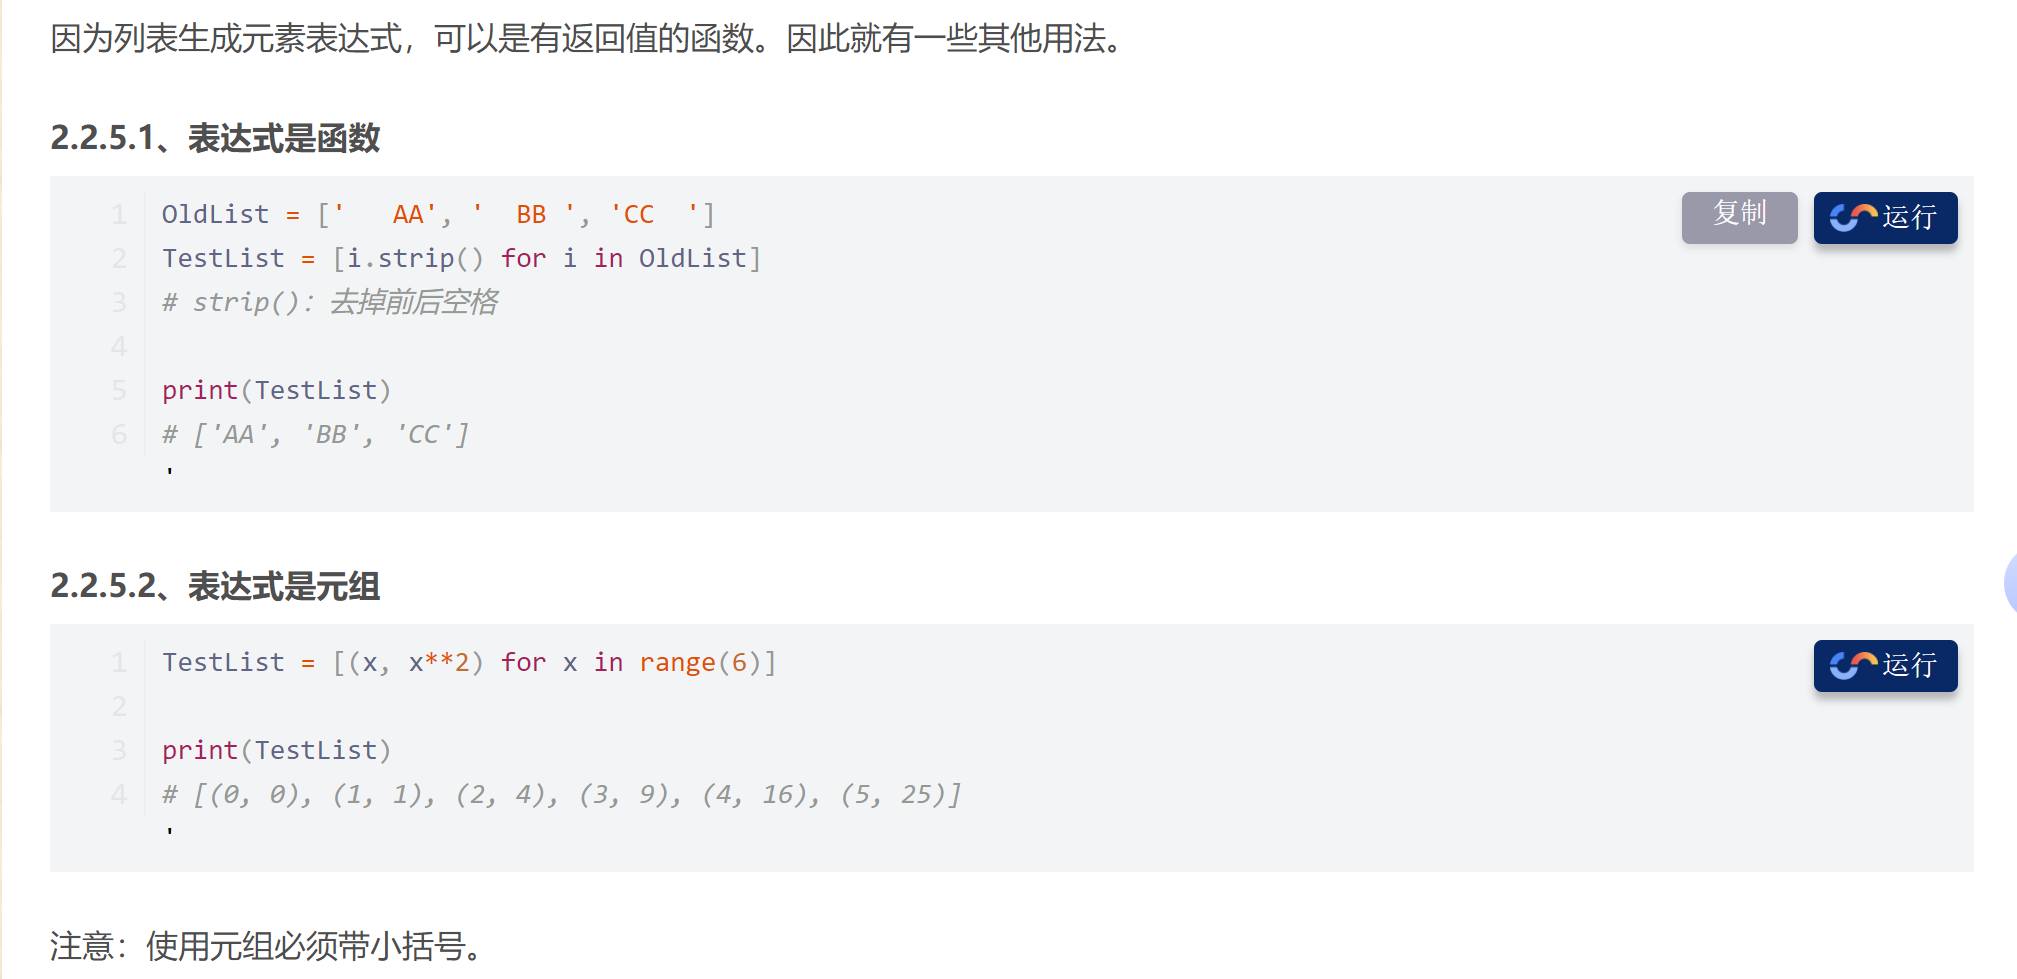 因为列表生成元素表达式，可以是有返回值的函数。因此就有一些其他用法。
2.2.5.1、表达式是函数
复制 运行
1 OldList = ['   AA', '  BB ', 'CC  ']
2 TestList = [i.strip() for i in OldList]
3 # strip()：去掉前后空格
4
5 print(TestList)
6 # ['AA', 'BB', 'CC']
'
2.2.5.2、表达式是元组
运行
1 TestList = [(x, x**2) for x in range(6)]
2
3 print(TestList)
4 # [(0, 0), (1, 1), (2, 4), (3, 9), (4, 16), (5, 25)]
'
注意：使用元组必须带小括号。